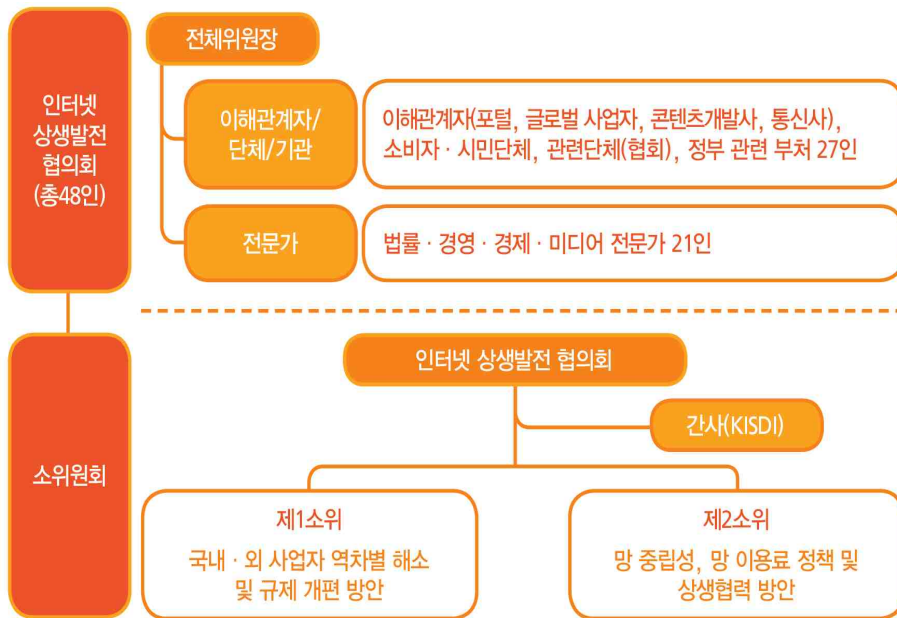 인터넷
상생발전
협의회
(총48인)
전체위원장
이해관계자/
단체/기관
이해관계자(포털, 글로벌 사업자, 콘텐츠개발사, 통신사),
소비자 · 시민단체, 관련단체(협회), 정부 관련 부처 27인
전문가
법률 · 경영 · 경제 · 미디어 전문가 21인
소위원회
인터넷 상생발전 협의회
간사(KISDI)
제1소위
국내 · 외 사업자 역차별 해소
및 규제 개편 방안
제2소위
망 중립성, 망 이용료 정책 및
상생협력 방안